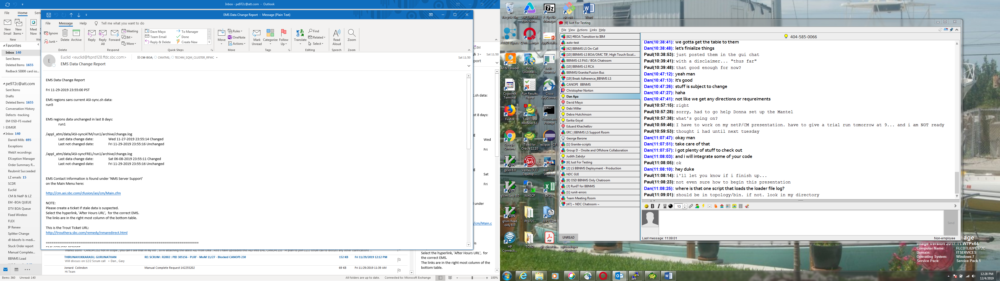 Inbox - pe972c@att.com - Outlook
File Home Sen
New Email
New Items
Meet Now
New
Favorites
Inbox 140
Sent Items
Deleted Items 1655
Redback SE800 card iss...
pe972c@att.com
Sent Items
Drafts
Deleted Items 1655
Conversation History
Defects -tracking
EM OSD-FS routed
EXMGR
Inbox 140
Darrell Mills 695
Exceptions
WebX recordings
EXception Manager
Order Summary R...
Reubmit Succeeded
LZ emails 15
SCDR
Euclid
CM & NetP & LZ
EM -BOA QUEUE
DTV BOA Queue
Fixed Wireless
FLEX
IP Renew
Splitter Change
dl-bbosfs-ls-medi...
Stuck Order report
Manual Complete...
BBNMS Load
Items: 360 Unread: 140
EMS Data Change Report - Message (Plain Text)
File Message Help Tell me what you want to do
Ignore
Junk
Delete Archive
Delete
Reply
Reply All
Forward
Meeting
IM
More
Respond
Dave Mayo
Team Email
Reply & Delete
To Manager
Done
Create New
Quick Steps
Move
Rules
OneNote
Actions
Move
Mark Unread
Categorize
Follow Up
Tags
Translate
Find
Related
Select
Editing
Read Aloud
Speech
Zoom
Zoom
E
Euclid <euclid@fsprd128.ffdc.sbc.com>
CM-BOA; CMATM1; TECHM_SQM_CLUSTER_RFMC
Sat 11/30
EMS Data Change Report
EMS Data Change Report
Fri 11-29-2019 23:55:00 PST
EMS regions sans current ASI-sync.sh data:
run5
EMS regions data unchanged in last 8 days:
run1
/appl_atm/data/ASI-syncATM/run1/archive/change.log
Last data change date: Wed 11-27-2019 23:55:14 Changed
Last not changed date: Fri 11-29-2019 23:55:16 Unchanged
/appl_atm/data/ASI-syncFREL/run1/archive/change.log
Last data change date: Sat 06-08-2019 23:55:11 Changed
Last not changed date: Fri 11-29-2019 23:55:16 Unchanged
EMS Contact Information is found under 'NMS Server Support'
on the Main Menu here:
http://cm.asi.sbc.com/cfusion/asi/cm/Main.cfm
NOTE:
Please create a ticket if stale data is suspected.
Select the hyperlink, 'After Hours URL', for the correct EMS.
The links are in the right most column of the bottom table.
This is the Trout Ticket URL:
http://trouthera.sbc.com/remedy/nmaredirect.html
IM
3
Sat 11/30
port
c.sh data:
st 8 days:
g
Wed
Fri
g
Sat
Fri
d under
/cm/Main.c
is
Select the hyperlink, 'After Hours URL', for
the correct EMS.
The links are in the right most column of the
bottom table.
THIRUNAVUKKARASU, GURUNATHAN RE: SCRUM : R2002 : PID 305156 - PLRF - MoM 11/27 - Blocked CANOPI-230 152 KB Fri 11/29/2019 12:12 PM
Will discuss on 12/2 Scrum call + Dan , Gary
Jonard Colindon Manual Complete Request 142255202 69 KB Fri 11/29/2019 11:39 AM
Hi Team
All folders are up to date. Connected to: Microsoft Exchange 100%
Recycle Bin
HP Unified Function...
7-Zip File Manager
git-gui -
Word
AT&T tSpace
Q Messenger
AppDetails...
AT&T Insider
Revo Uninstall...
bash - Shortcut
Cygwin64 Terminal
Run Results Viewer
Cisco AnyConnec
Firefox
Toad Data Modeler 6.1
Command Prompt
Google Chrome
Toad for Oracle 12.10
eclipse - CP
gVim 8.0
Veritas DLO Desktop ...
eulr (1) - Shortcut
gVim Easy 8.0
WinSCP
EXCEL
gVim Read only 8.0
PE972C
FTP Client
HP Connecti...
TOAD
git-cheatsh...
sqldeveloper - Shortcut
[6] Just For Testing
File View Actions Links Help
[82] #BOA Transition to IBM
auto-test
[42] BBNMS LS On-Call
[10] BBNMS-LS BOA/OMC TIF, High Touch Escal...
BBNMS-LS PAS / BOA Chatroom
[10] BBNMS-LS RCA
BBNMS/Granite/Fusion Bus
[19] Break Adherence_BBNMS LS
CANOPI BBNMS
Christopher Norton
Dan Apa
David Mayo
Debi Miller
Debra Hutchinson
Earika Goyal
Eduard Khachetlov
ERC | BBNMS LS Support Room
George Barone
[1] Granite-scripts
Group D - Onsite and Offshore Collaboration
Judith Zabdyr
[6] Just For Testing
[2] LS BBNMS Deployment - Production
NDC GUI
[8] OSD BBNMS Only Chatroom
[3] RunIT for BBNMS
[1] runit-errors
Team Meeting Room
[47] ~ NDC Chatroom ~
UNREAD
404-585-0066
Dan(10:38:41): we gotta get the table to them
Dan(10:38:48): let's finialize things
Paul(10:38:53): just posted them in the gui chat
Paul(10:39:41): with a disclaimer... "thus far"
Paul(10:39:48): that good enough for now?
Dan(10:47:12): yeah man
Dan(10:47:13): it's good
Dan(10:47:26): stuff is subject to change
Dan(10:47:27): haha
Dan(10:47:41): not like we get any directions or requreiments
Paul(10:57:15): right
Paul(10:57:28): sorry, had to go help Donna set up the Mantel
Paul(10:57:38): what's going on?
Paul(10:59:46): I have to work on my netP/CM presentation. have to give a trial run tomorrow at 9... and i am NOT ready
Paul(10:59:53): thought i had until next tuesday
Dan(11:07:47): okay man
Dan(11:07:51): take care of that
Dan(11:07:57): i got plenty of stuff to check out
Dan(11:08:03): and i will integrate some of your code
Paul(11:08:05): ok
Dan(11:08:10): hey duke
Paul(11:08:14): i'll let you know if i finish up...
Paul(11:08:23): not even sure how to begin this presentation
Dan(11:08:25): where is that one script that loads the loader file log?
Paul(11:09:01): should be in topology/bin. if not. look in my directory
B I U 13
Send
Last message: 11:09:01 Non-employee
age
Image Version 2017.11.W7Px64
Computer Name: FLCDTL02PE972C
Domain: ITSERVICES
Operating System: Windows 7
Service Pack: Service Pack 1
12:28 PM
12/4/2019